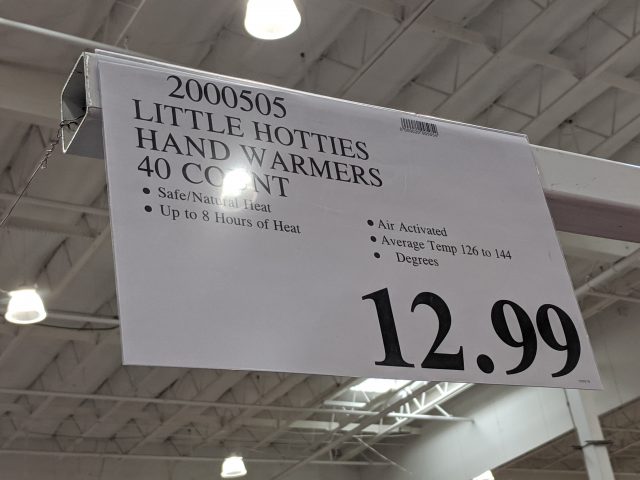 2000505
LITTLE HOTTIES
HAND WARMERS
40 COUNT
• Safe/Natural Heat
• Up to 8 Hours of Heat
• Air Activated
• Average Temp 126 to 144
• Degrees
12.99